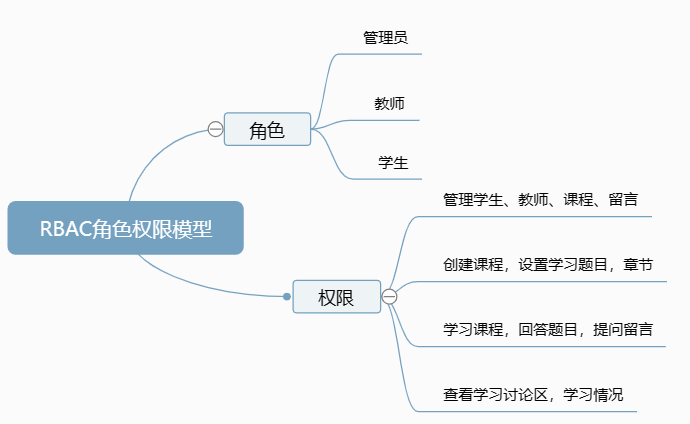 管理员
教师
角色
学生
管理学生、教师、课程、留言
RBAC角色权限模型
创建课程，设置学习题目，章节
权限
学习课程，回答题目，提问留言
查看学习讨论区，学习情况